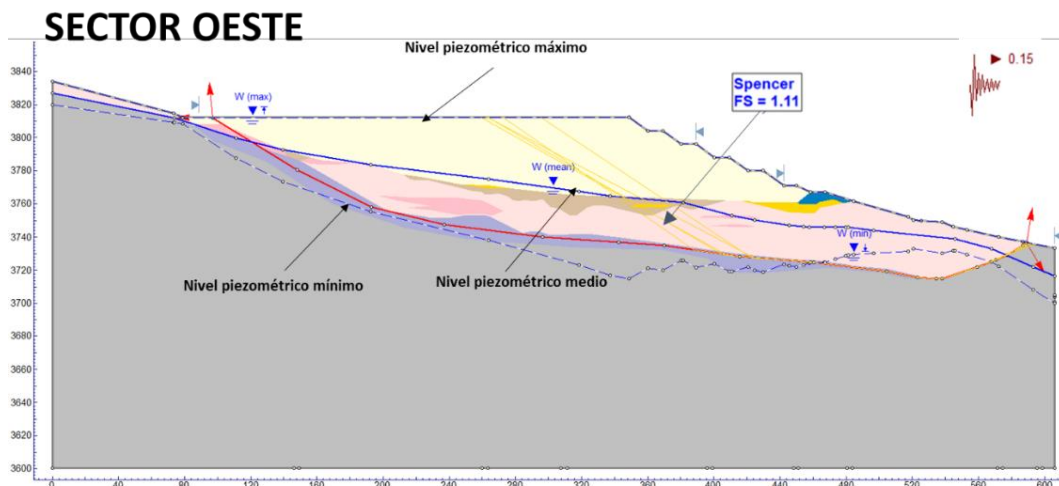 SECTOR OESTE
Nivel piezométrico máximo
0.15
Spencer
FS = 1.11
W (max)
W (mean)
W (min)
Nivel piezométrico mínimo
Nivel piezométrico medio
3840
3820
3800
3780
3760
3740
3720
3700
3680
3660
3640
3620
3600
0 40 80 120 160 200 240 280 320 360 400 440 480 520 560 600